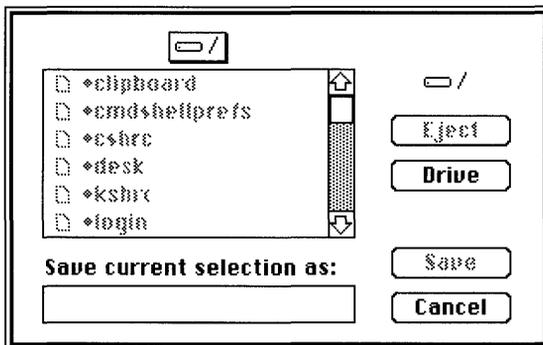 /
◆clipboard
◆cmdshellprefs
◆cshrc
◆desk
◆kshrc
◆login
Save current selection as:
/
Eject
Drive
Save
Cancel